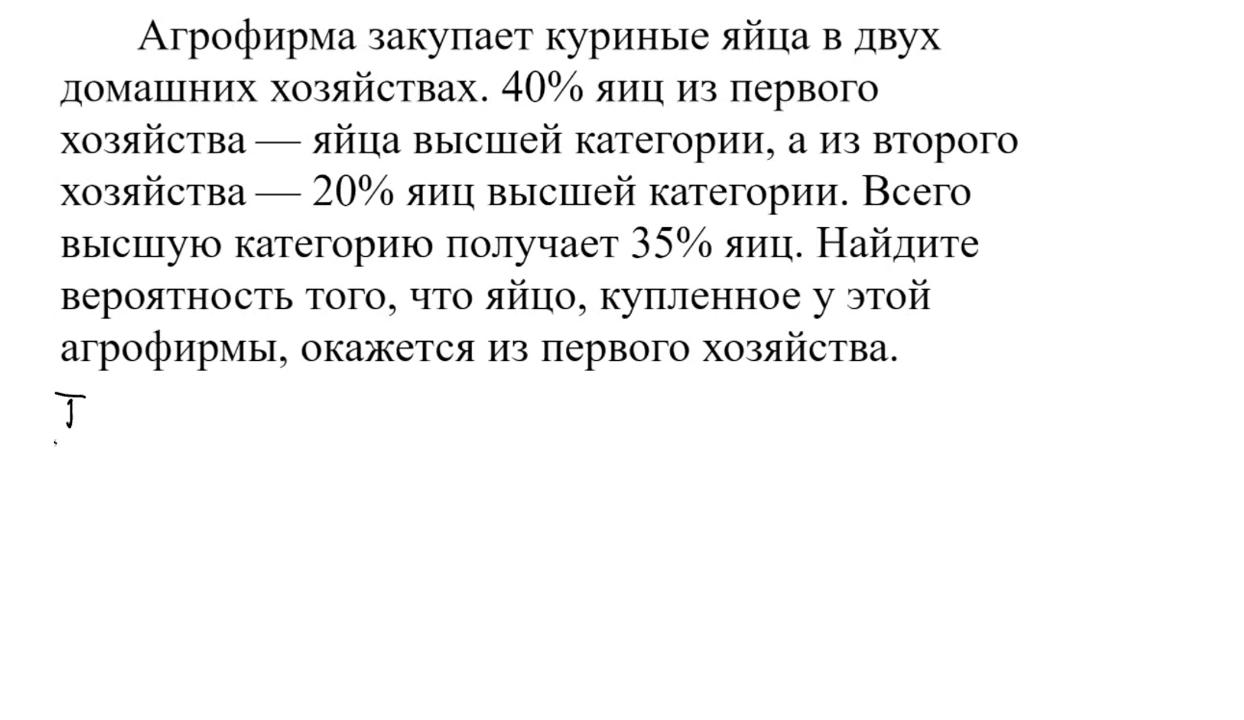 Агрофирма закупает куриные яйца в двух
домашних хозяйствах. 40% яиц из первого
хозяйства — яйца высшей категории, а из второго
хозяйства — 20% яиц высшей категории. Всего
высшую категорию получает 35% яиц. Найдите
вероятность того, что яйцо, купленное у этой
агрофирмы, окажется из первого хозяйства.